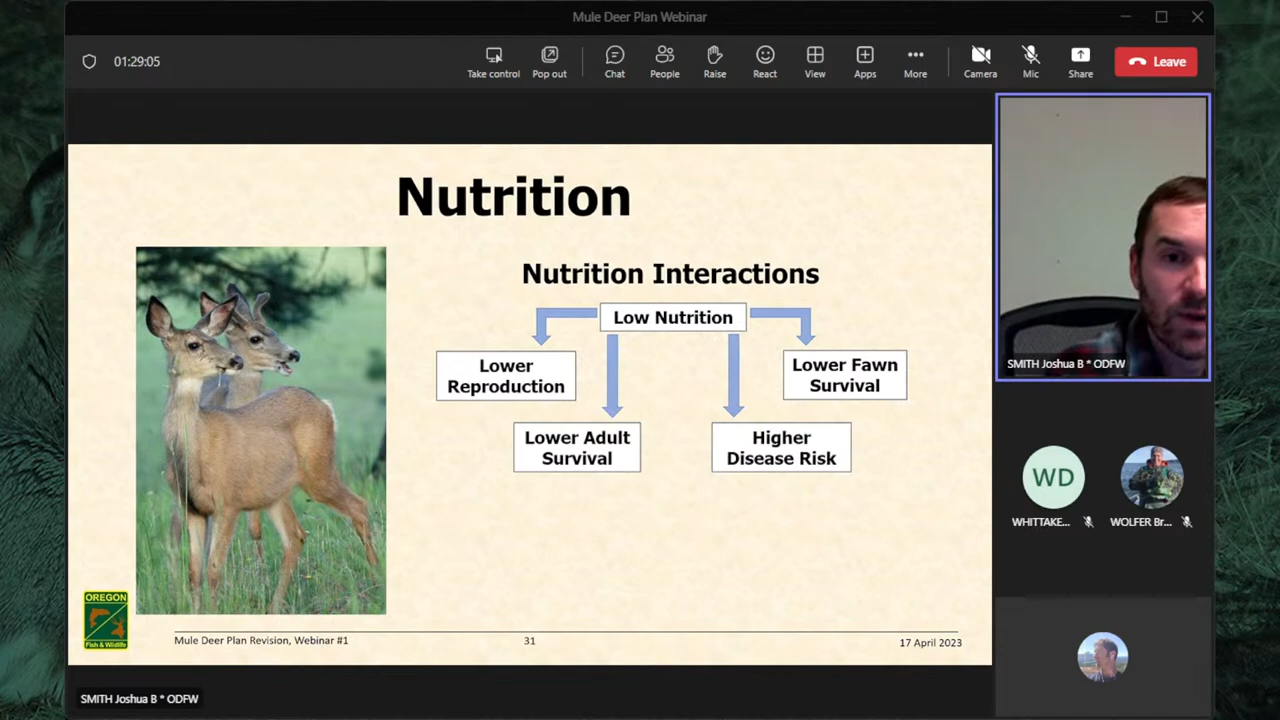 Mule Deer Plan Webinar
01:29:05
Take control
Pop out
Chat
People
Raise
React
View
Apps
More
Camera
Mic
Share
Leave
Nutrition
Nutrition Interactions
Low Nutrition
Lower
Reproduction
Lower Fawn
Survival
Lower Adult
Survival
Higher
Disease Risk
OREGON
Fish & Wildlife
Mule Deer Plan Revision, Webinar #1
31
17 April 2023
SMITH Joshua B * ODFW
WD
WHITTAKE...
WOLFER Br...
SMITH Joshua B * ODFW